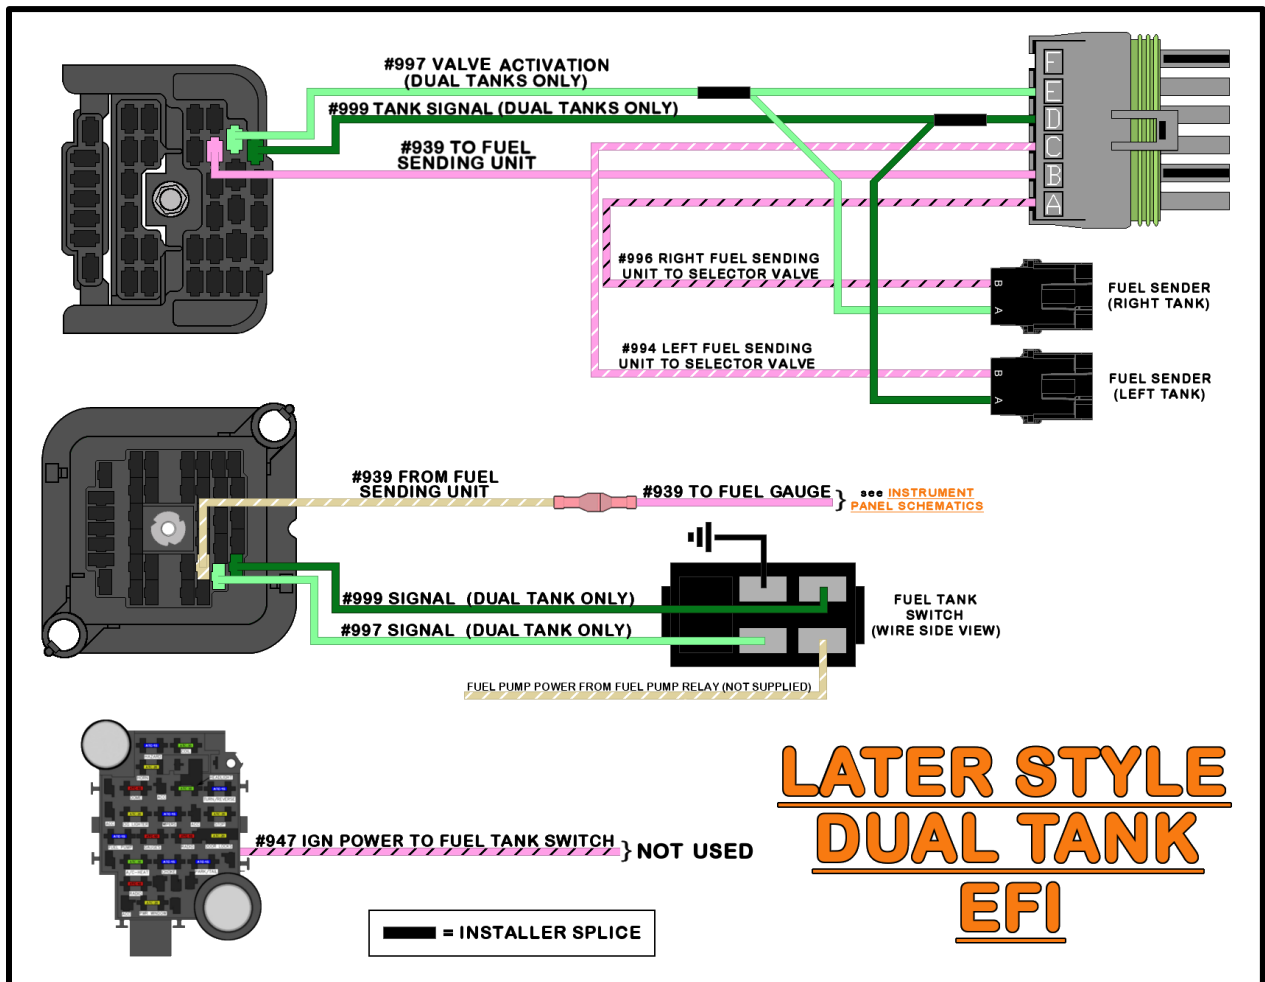 #997 VALVE ACTIVATION
(DUAL TANKS ONLY)
#999 TANK SIGNAL (DUAL TANKS ONLY)
#939 TO FUEL
SENDING UNIT
F
E
D
C
B
A
#996 RIGHT FUEL SENDING
UNIT TO SELECTOR VALVE
B
A
FUEL SENDER
(RIGHT TANK)
#994 LEFT FUEL SENDING
UNIT TO SELECTOR VALVE
B
A
FUEL SENDER
(LEFT TANK)
#939 FROM FUEL
SENDING UNIT
#939 TO FUEL GAUGE
see INSTRUMENT
PANEL SCHEMATICS
#999 SIGNAL (DUAL TANK ONLY)
#997 SIGNAL (DUAL TANK ONLY)
FUEL TANK
SWITCH
(WIRE SIDE VIEW)
FUEL PUMP POWER FROM FUEL PUMP RELAY (NOT SUPPLIED)
#947 IGN POWER TO FUEL TANK SWITCH
NOT USED
LATER STYLE
DUAL TANK
EFI
= INSTALLER SPLICE